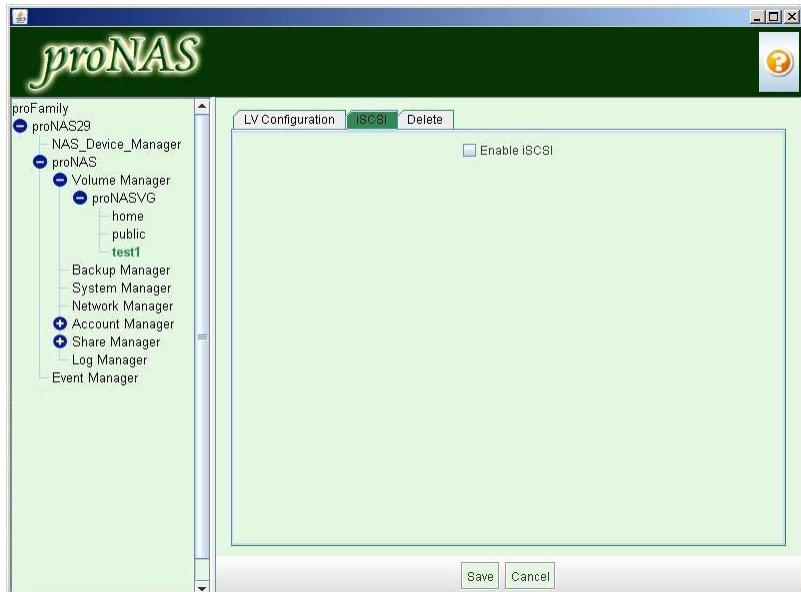 proNAS
proFamily
proNAS29
NAS_Device_Manager
proNAS
Volume Manager
proNASVG
home
public
test1
Backup Manager
System Manager
Network Manager
Account Manager
Share Manager
Log Manager
Event Manager
LV Configuration iSCSI Delete
Enable iSCSI
Save Cancel